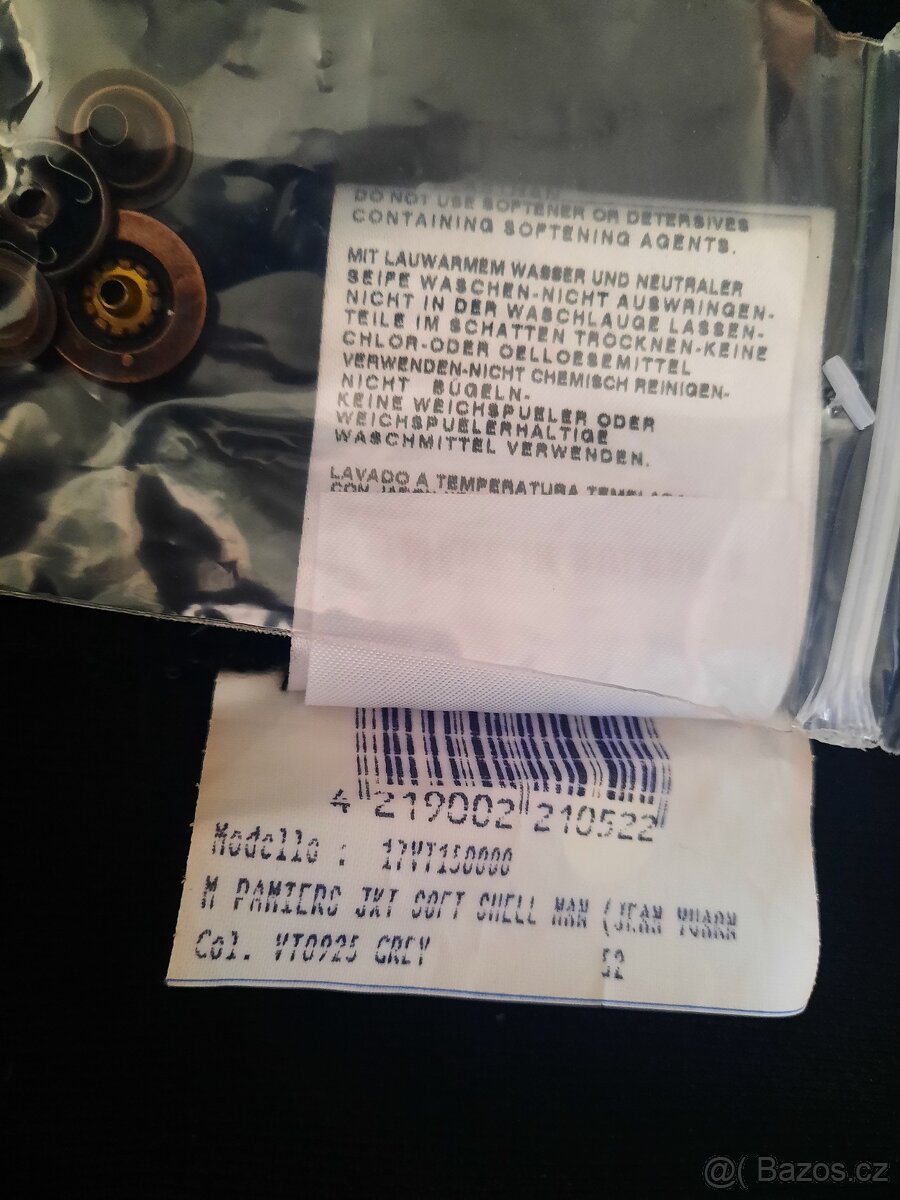 DO NOT USE SOFTENER OR DETERSIVES
CONTAINING SOFTENING AGENTS.
MIT LAUWARMEM WASSER UND NEUTRALER
SEIFE WASCHEN-NICHT AUSWRINGEN-
NICHT IN DER WASCHLAUGE LASSEN-
TEILE IM SCHATTEN TROCKNEN-KEINE
CHLOR-ODER OELLOESEMITTEL
VERWENDEN-NICHT CHEMISCH REINIGEN-
NICHT BÜGELN-
KEINE WEICHSPUELER ODER
WEICHSPUELERHALTIGE
WASCHMITTEL VERWENDEN.
LAVADO A TEMPERATURA
4 219002 210522
Modello : 17VT150000
M PAMIERS JKT SOFT SHELL MAN (JEAN
Col. VT0925 GREY 52
@( Bazos.cz